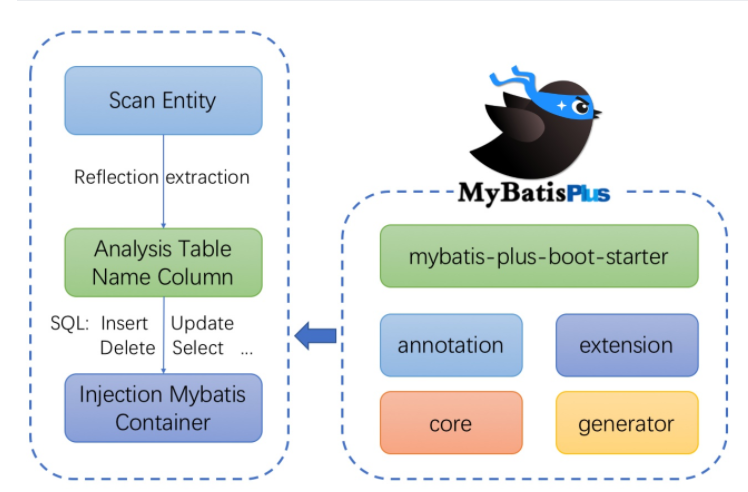 Scan Entity
Reflection extraction
Analysis Table
Name Column
SQL: Insert Update
Delete Select ...
Injection Mybatis
Container
MyBatisPlus
mybatis-plus-boot-starter
annotation
extension
core
generator